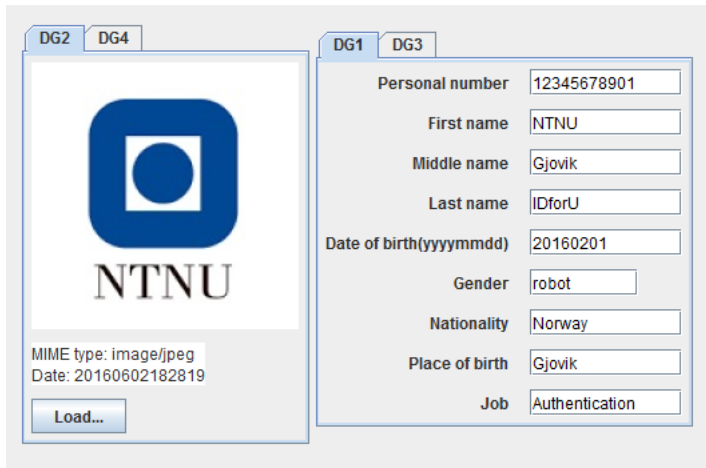 DG2 DG4
NTNU
MIME type: image/jpeg
Date: 20160602182819
Load...
DG1 DG3
Personal number 12345678901
First name NTNU
Middle name Gjovik
Last name IDforU
Date of birth(yyyymmdd) 20160201
Gender robot
Nationality Norway
Place of birth Gjovik
Job Authentication